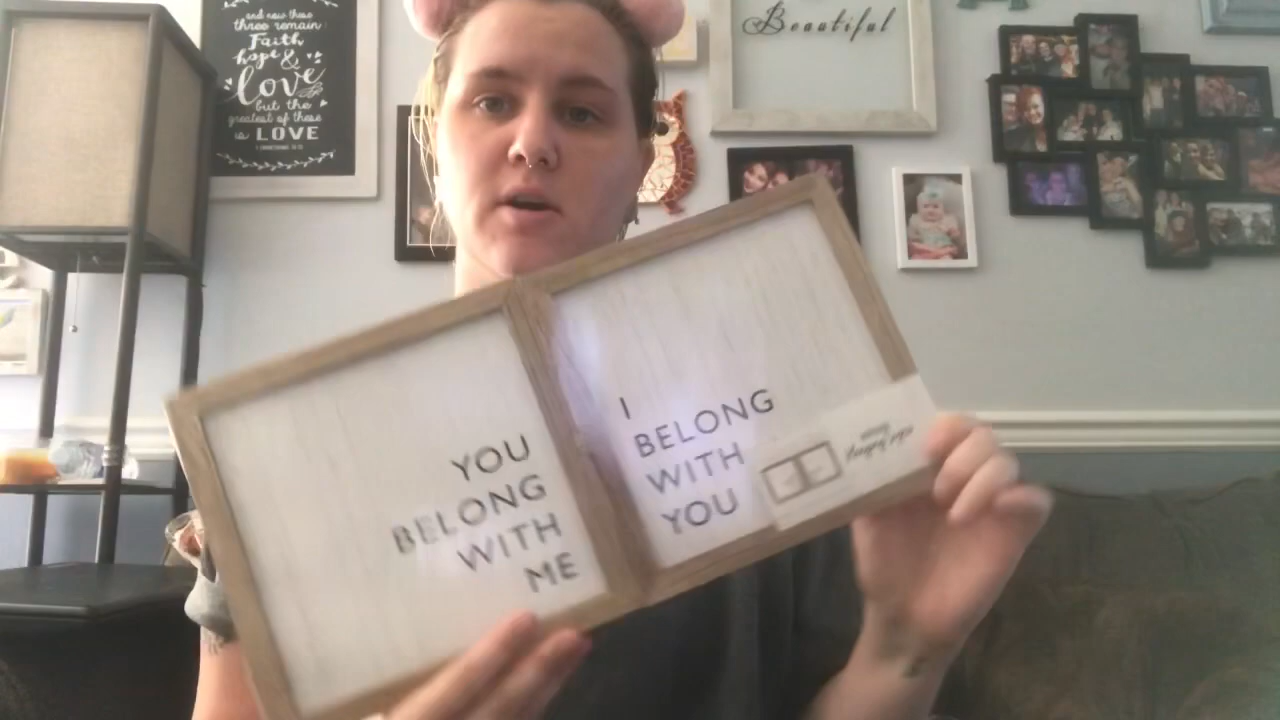 and now these
three remain
Faith
hope &
love
but the
greatest of these
is LOVE
Beautiful
YOU
BELONG
WITH
ME
I
BELONG
WITH
YOU